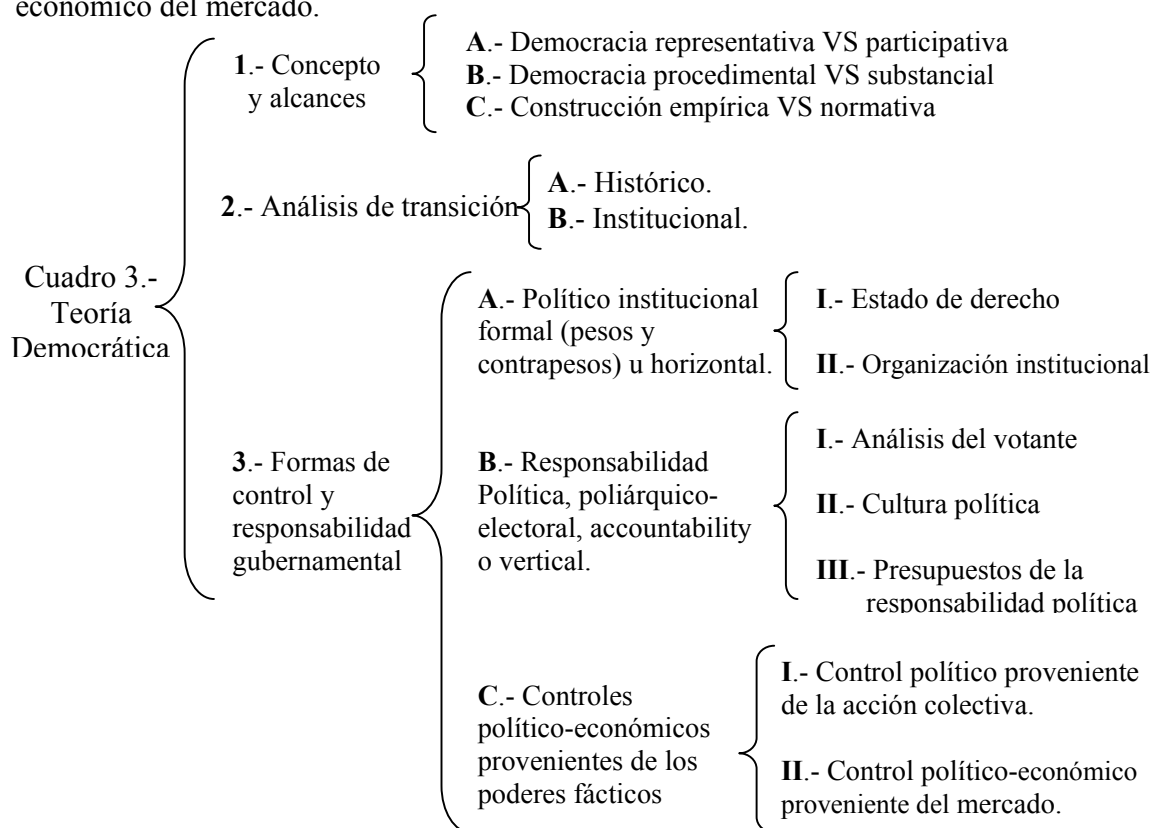 económico del mercado.
Cuadro 3.-
Teoría
Democrática
1.- Concepto
y alcances
A.- Democracia representativa VS participativa
B.- Democracia procedimental VS substancial
C.- Construcción empírica VS normativa
2.- Análisis de transición
A.- Histórico.
B.- Institucional.
3.- Formas de
control y
responsabilidad
gubernamental
A.- Político institucional
formal (pesos y
contrapesos) u horizontal.
I.- Estado de derecho
II.- Organización institucional
B.- Responsabilidad
Política, poliárquico-
electoral, accountability
o vertical.
I.- Análisis del votante
II.- Cultura política
III.- Presupuestos de la
responsabilidad política
C.- Controles
político-económicos
provenientes de los
poderes fácticos
I.- Control político proveniente
de la acción colectiva.
II.- Control político-económico
proveniente del mercado.